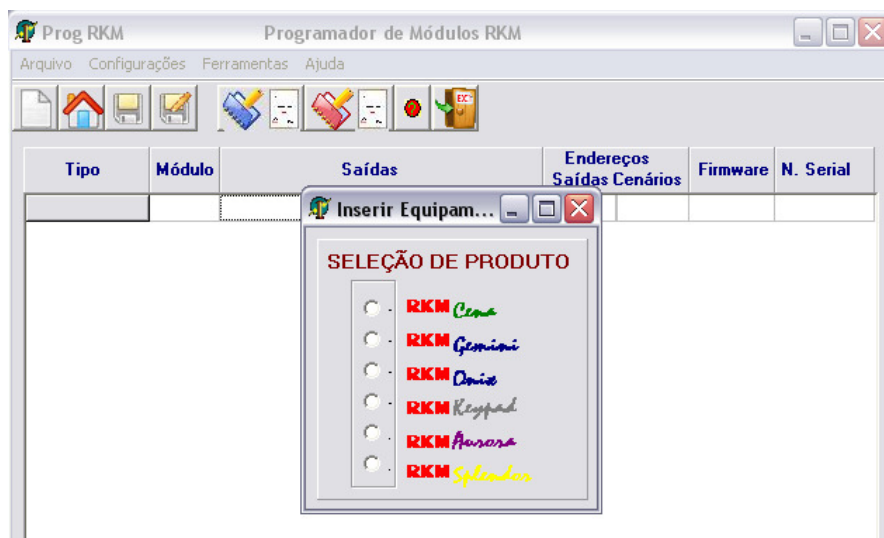 Prog RKM Programador de Módulos RKM
Arquivo Configurações Ferramentas Ajuda
EXIT
Tipo Módulo Saídas Endereços Saídas Cenários Firmware N. Serial
Inserir Equipam...
SELEÇÃO DE PRODUTO
. RKM Cena
. RKM Gemini
. RKM Onix
. RKM Keypad
. RKM Aurora
. RKM Splendor